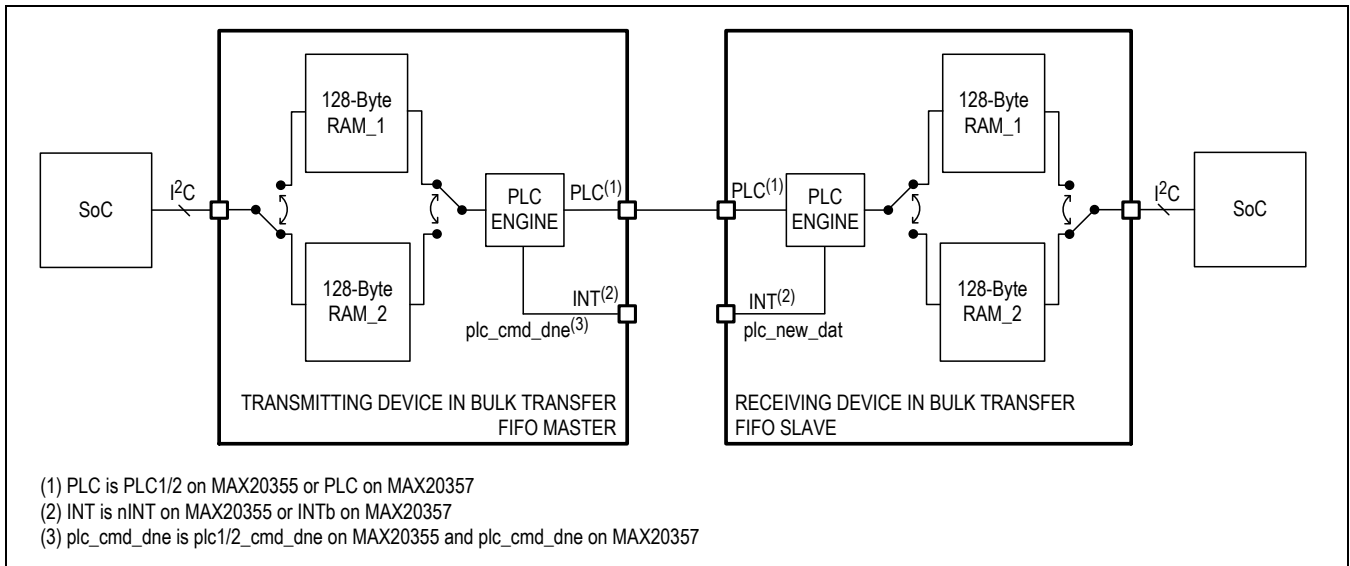 128-Byte
RAM_1
128-Byte
RAM_1
SoC
I²C
PLC
ENGINE
PLC(1)
PLC(1)
PLC
ENGINE
I²C
SoC
128-Byte
RAM_2
INT(2)
plc_cmd_dne(3)
INT(2)
plc_new_dat
128-Byte
RAM_2
TRANSMITTING DEVICE IN BULK TRANSFER
FIFO MASTER
RECEIVING DEVICE IN BULK TRANSFER
FIFO SLAVE
(1) PLC is PLC1/2 on MAX20355 or PLC on MAX20357
(2) INT is nINT on MAX20355 or INTb on MAX20357
(3) plc_cmd_dne is plc1/2_cmd_dne on MAX20355 and plc_cmd_dne on MAX20357